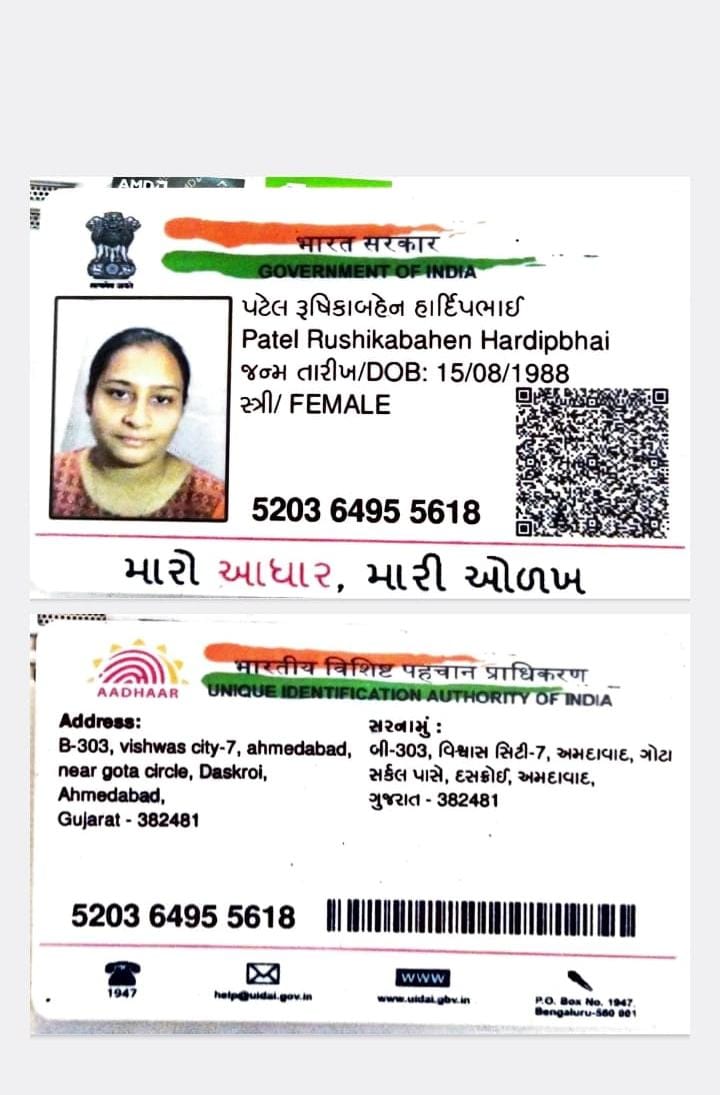 AMD
भारत सरकार
GOVERNMENT OF INDIA
પટેલ રૂષિકાબહેન હાર્દિપભાઈ
Patel Rushikabahen Hardipbhai
જન્મ તારીખ/DOB: 15/08/1988
સ્ત્રી/ FEMALE
5203 6495 5618
મારો આધાર, મારી ઓળખ
भारतीय विशिष्ट पहचान प्राधिकरण
AADHAAR
UNIQUE IDENTIFICATION AUTHORITY OF INDIA
Address:
B-303, vishwas city-7, ahmedabad,
near gota circle, Daskroi,
Ahmedabad,
Gujarat - 382481
સરનામું :
બી-303, વિશ્વાસ સિટી-7, અમદાવાદ, ગોટા
સર્કલ પાસે, દસક્રોઈ, અમદાવાદ,
ગુજરાત - 382481
5203 6495 5618
1947
help@uidai.gov.in
www
www.uidai.gov.in
P.O. Box No. 1947,
Bengaluru-560 001